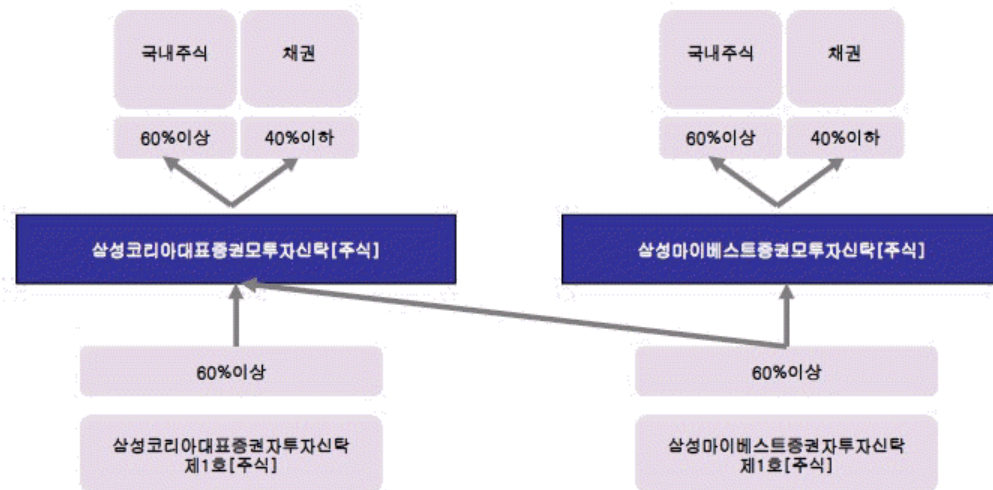 국내주식 채권 국내주식 채권
60%이상 40%이하 60%이상 40%이하
삼성코리아대표증권모투자신탁[주식] 삼성마이베스트증권모투자신탁[주식]
60%이상 60%이상
삼성코리아대표증권자투자신탁
제1호[주식]
삼성마이베스트증권자투자신탁
제1호[주식]